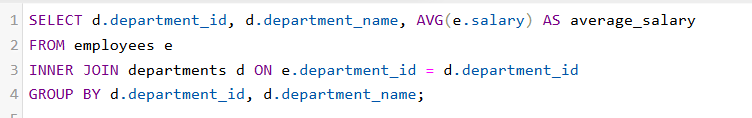 1 SELECT d.department_id, d.department_name, AVG(e.salary) AS average_salary
2 FROM employees e
3 INNER JOIN departments d ON e.department_id = d.department_id
4 GROUP BY d.department_id, d.department_name;